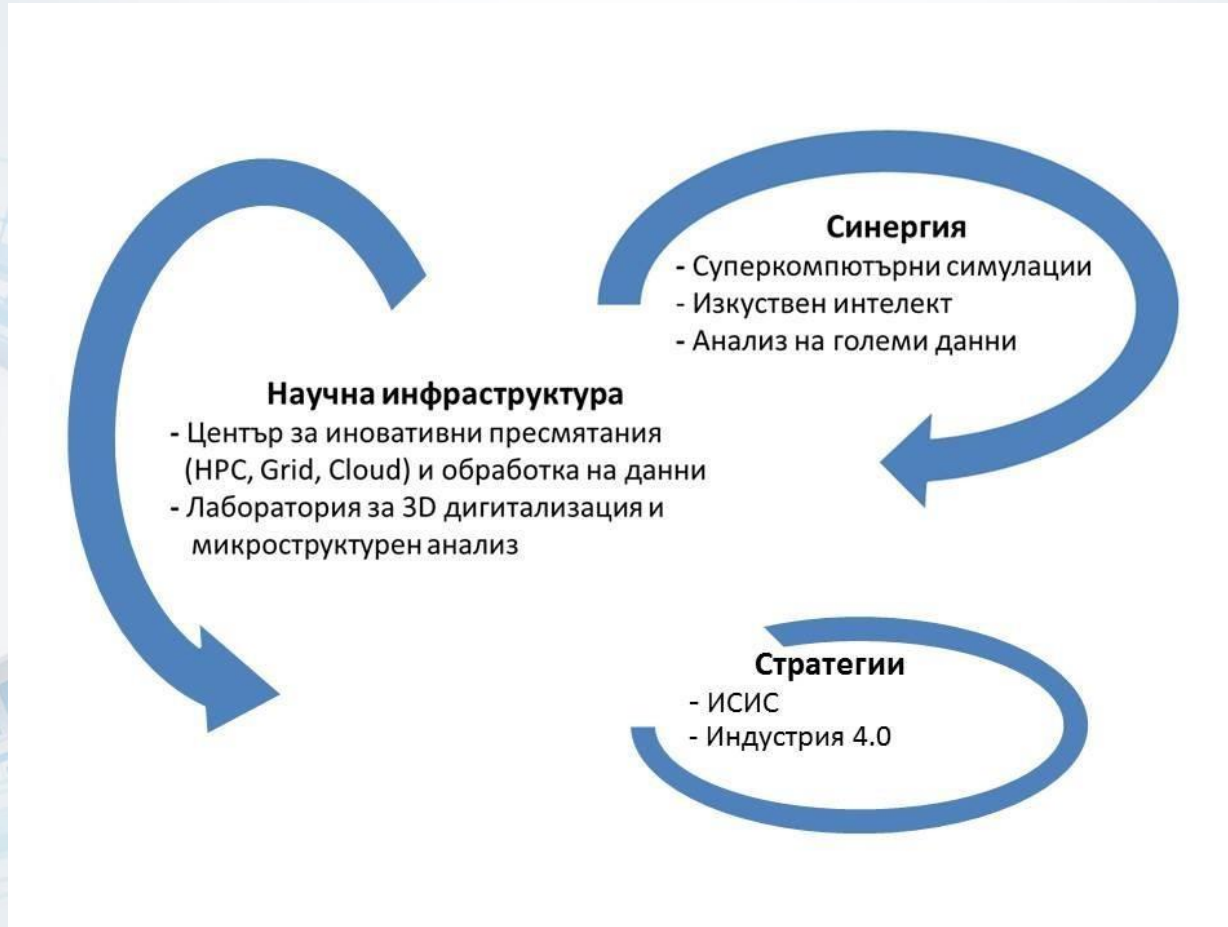 Синергия
- Суперкомпютърни симулации
- Изкуствен интелект
- Анализ на големи данни
Научна инфраструктура
- Център за иновативни пресмятания
(HPC, Grid, Cloud) и обработка на данни
- Лаборатория за 3D дигитализация и
микроструктурен анализ
Стратегии
- ИСИС
- Индустрия 4.0